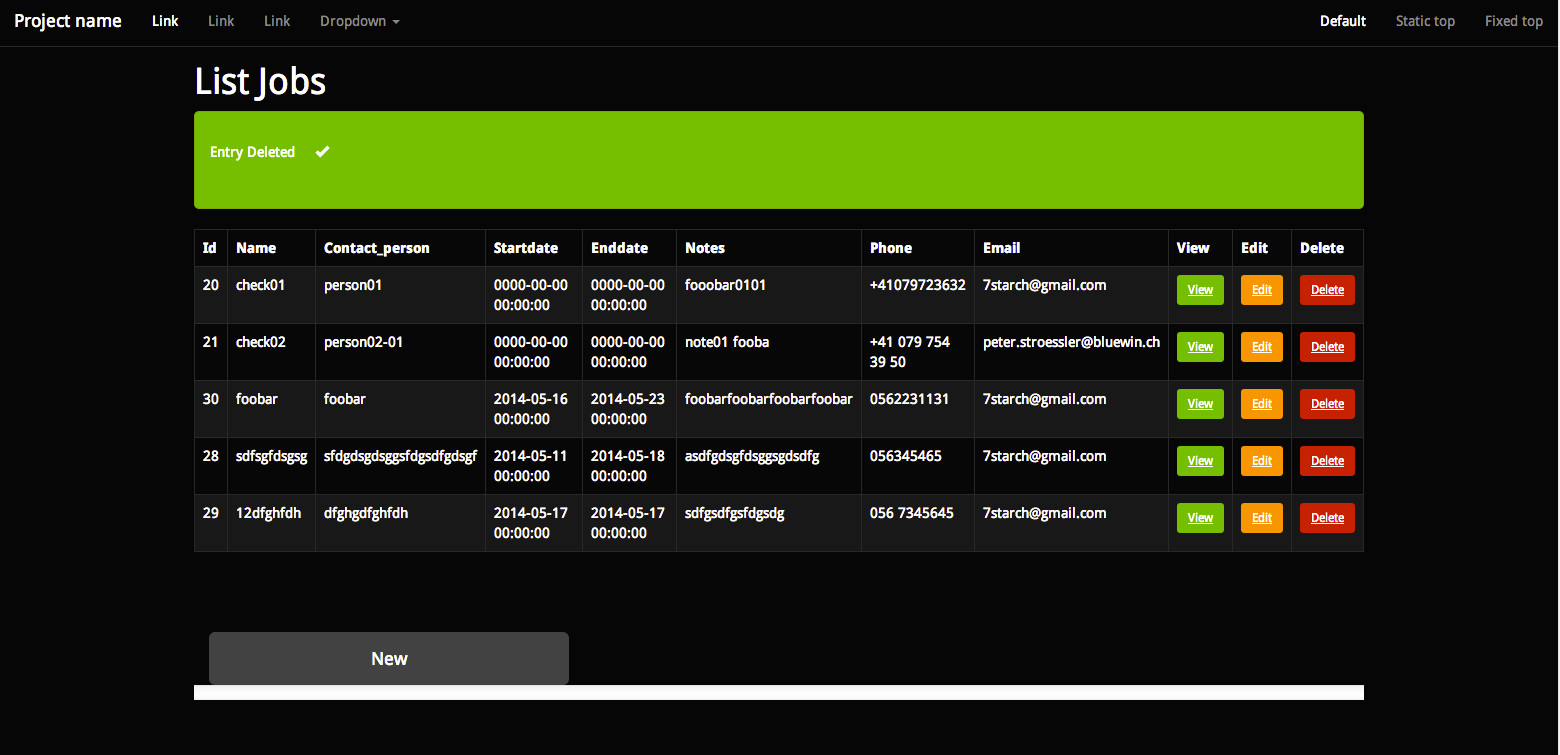 Project name Link Link Link Dropdown Default Static top Fixed top
List Jobs
Entry Deleted
Id Name Contact_person Startdate Enddate Notes Phone Email View Edit Delete
20 check01 person01 0000-00-00 0000-00-00 fooobar0101 +41079723632 7starch@gmail.com View Edit Delete
00:00:00 00:00:00
21 check02 person02-01 0000-00-00 0000-00-00 note01 fooba +41 079 754 peter.stroessler@bluewin.ch View Edit Delete
00:00:00 00:00:00 39 50
30 foobar foobar 2014-05-16 2014-05-23 foobarfoobarfoobarfoobar 0562231131 7starch@gmail.com View Edit Delete
00:00:00 00:00:00
28 sdfsgfdsgsg sfdgdsgdsggsfdgsdfgdsgf 2014-05-11 2014-05-18 asdfgdsgfdsggsgdsdfg 056345465 7starch@gmail.com View Edit Delete
00:00:00 00:00:00
29 12dfghfdh dfghgdfghfdh 2014-05-17 2014-05-17 sdfgsdfgsfdgsdg 056 7345645 7starch@gmail.com View Edit Delete
00:00:00 00:00:00
New